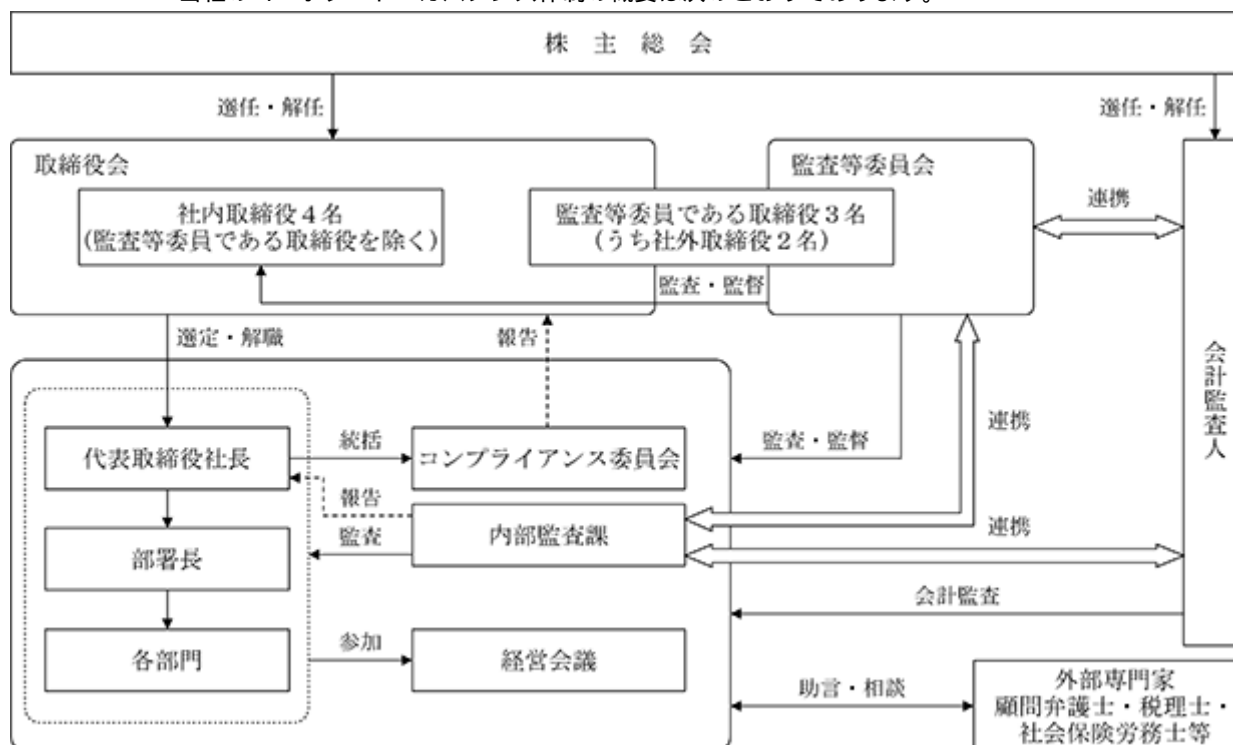 株主総会
選任・解任
選任・解任
取締役会
監査等委員会
社内取締役4名
(監査等委員である取締役を除く)
監査等委員である取締役3名
(うち社外取締役2名)
連携
監査・監督
選定・解職
報告
会計監査人
連携
代表取締役社長
統括
コンプライアンス委員会
監査・監督
報告
内部監査課
連携
監査
部署長
会計監査
各部門
参加
経営会議
助言・相談
外部専門家
顧問弁護士・税理士・
社会保険労務士等